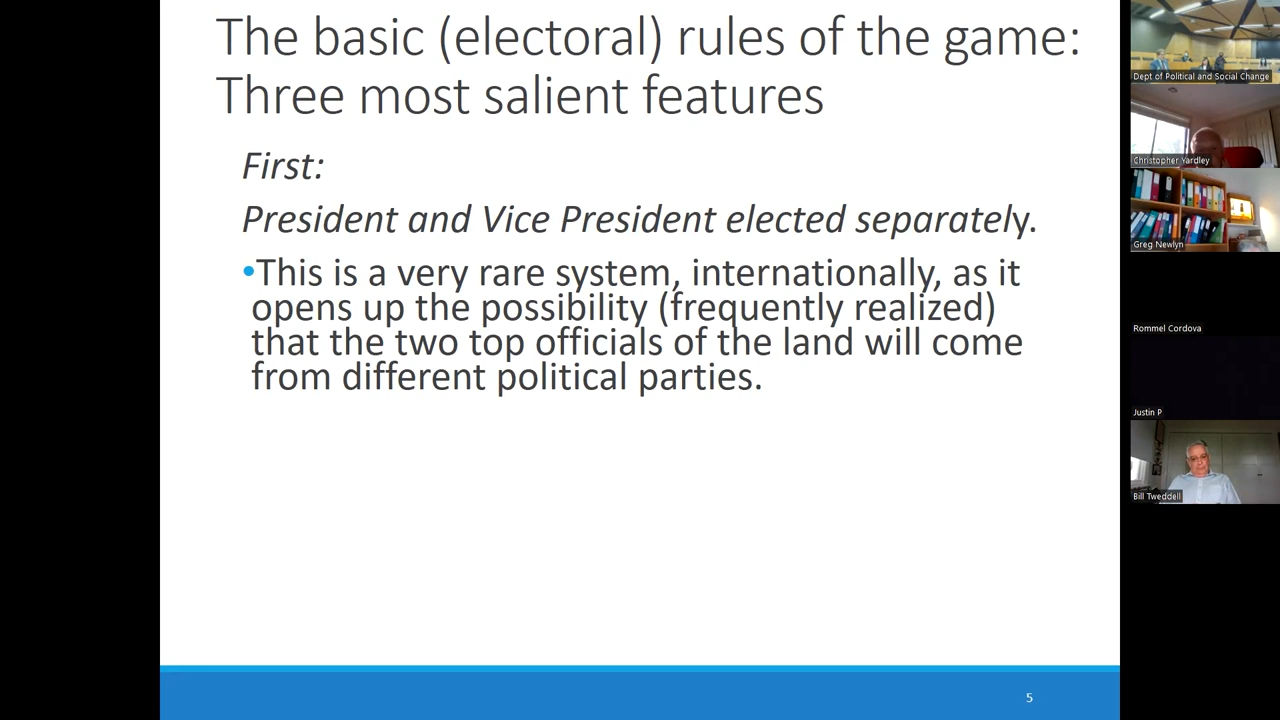 The basic (electoral) rules of the game:
Three most salient features
First:
President and Vice President elected separately.
•This is a very rare system, internationally, as it
opens up the possibility (frequently realized)
that the two top officials of the land will come
from different political parties.
5
Dept of Political and Social Change
Christopher Yardley
Greg Newlyn
Rommel Cordova
Justin P
Bill Tweddell